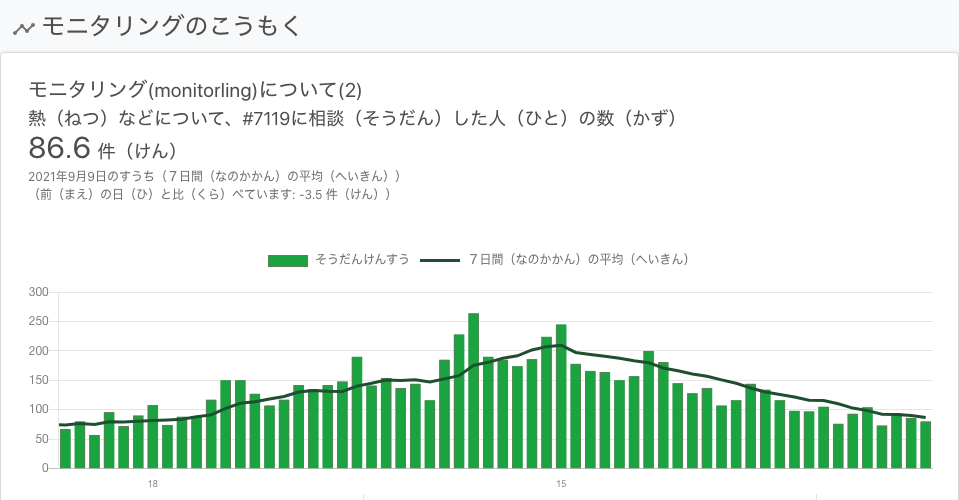 モニタリングのこうもく
モニタリング(monitorling)について(2)
熱（ねつ）などについて、#7119に相談（そうだん）した人（ひと）の数（かず）
86.6 件（けん）
2021年9月9日のすうち（７日間（なのかかん）の平均（へいきん））
（前（まえ）の日（ひ）と比（くら）べています: -3.5 件（けん））
そうだんけんすう ７日間（なのかかん）の平均（へいきん）
300
250
200
150
100
50
0
18 15